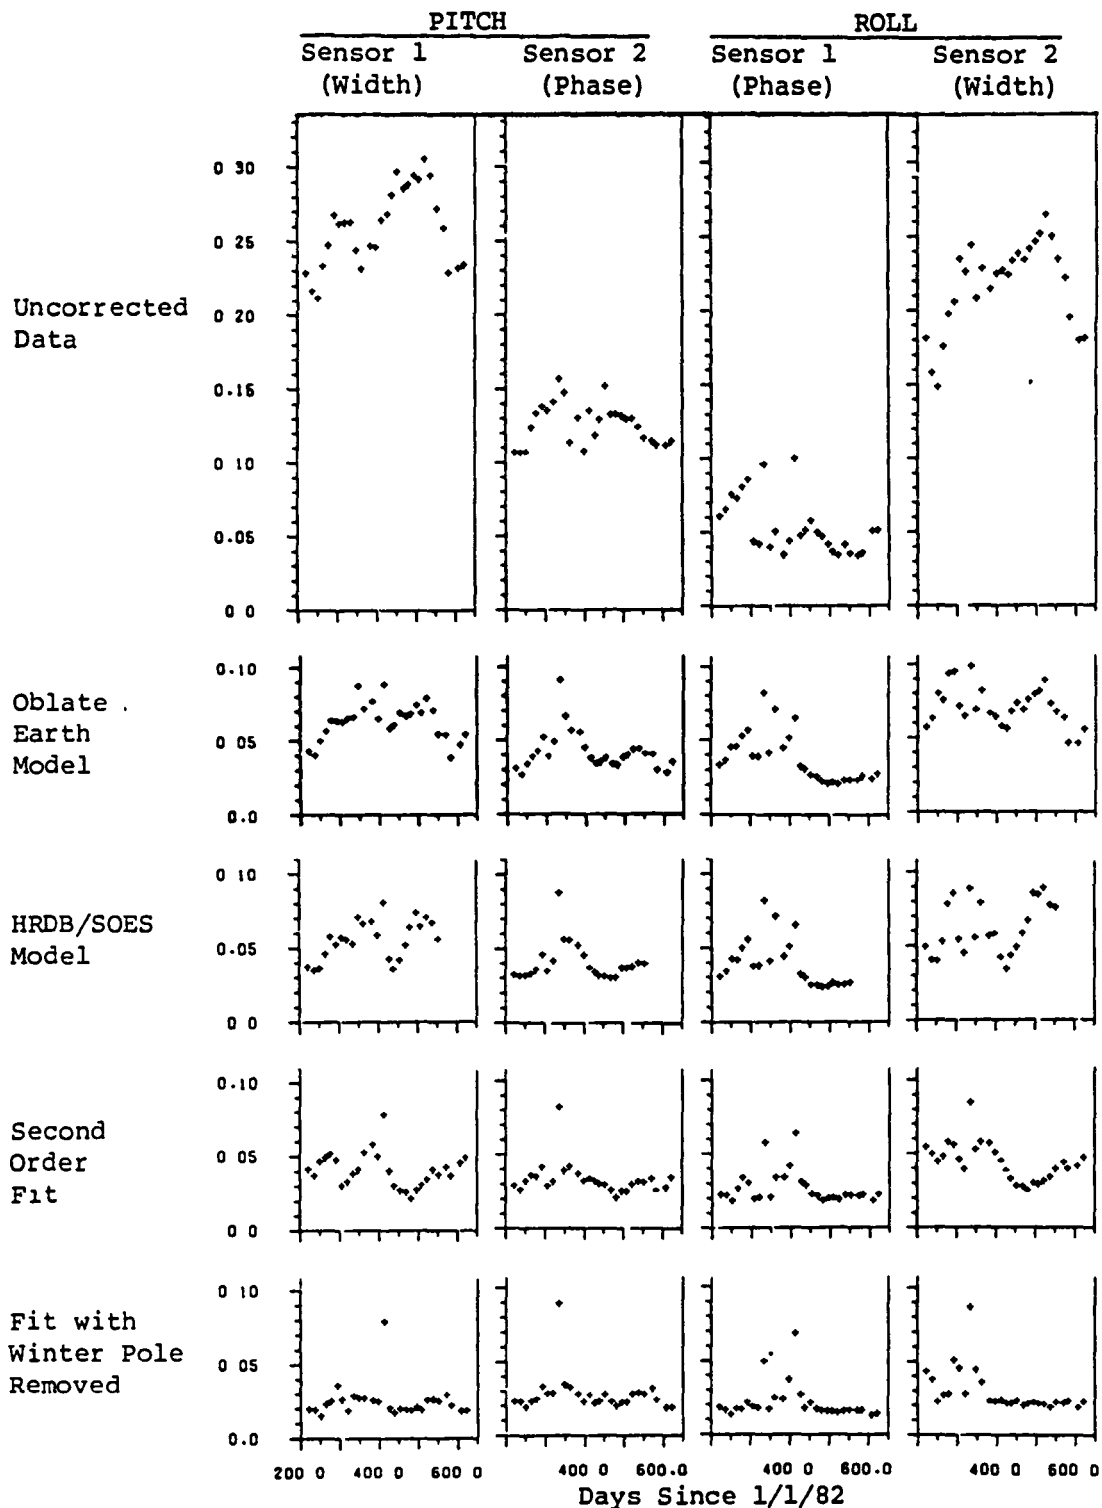 PITCH ROLL
Sensor 1 Sensor 2 Sensor 1 Sensor 2
(Width) (Phase) (Phase) (Width)
Uncorrected
Data
0 30
0 25
0 20
0.15
0 10
0.05
0 0
Oblate .
Earth
Model
0.10
0 05
0.0
HRDB/SOES
Model
0 10
0.05
0 0
Second
Order
Fit
0.10
0 05
0 0
Fit with
Winter Pole
Removed
0 10
0 05
0.0
200 0 400 0 600 0 400 0 600.0 400 0 600.0 400 0 600 0
Days Since 1/1/82